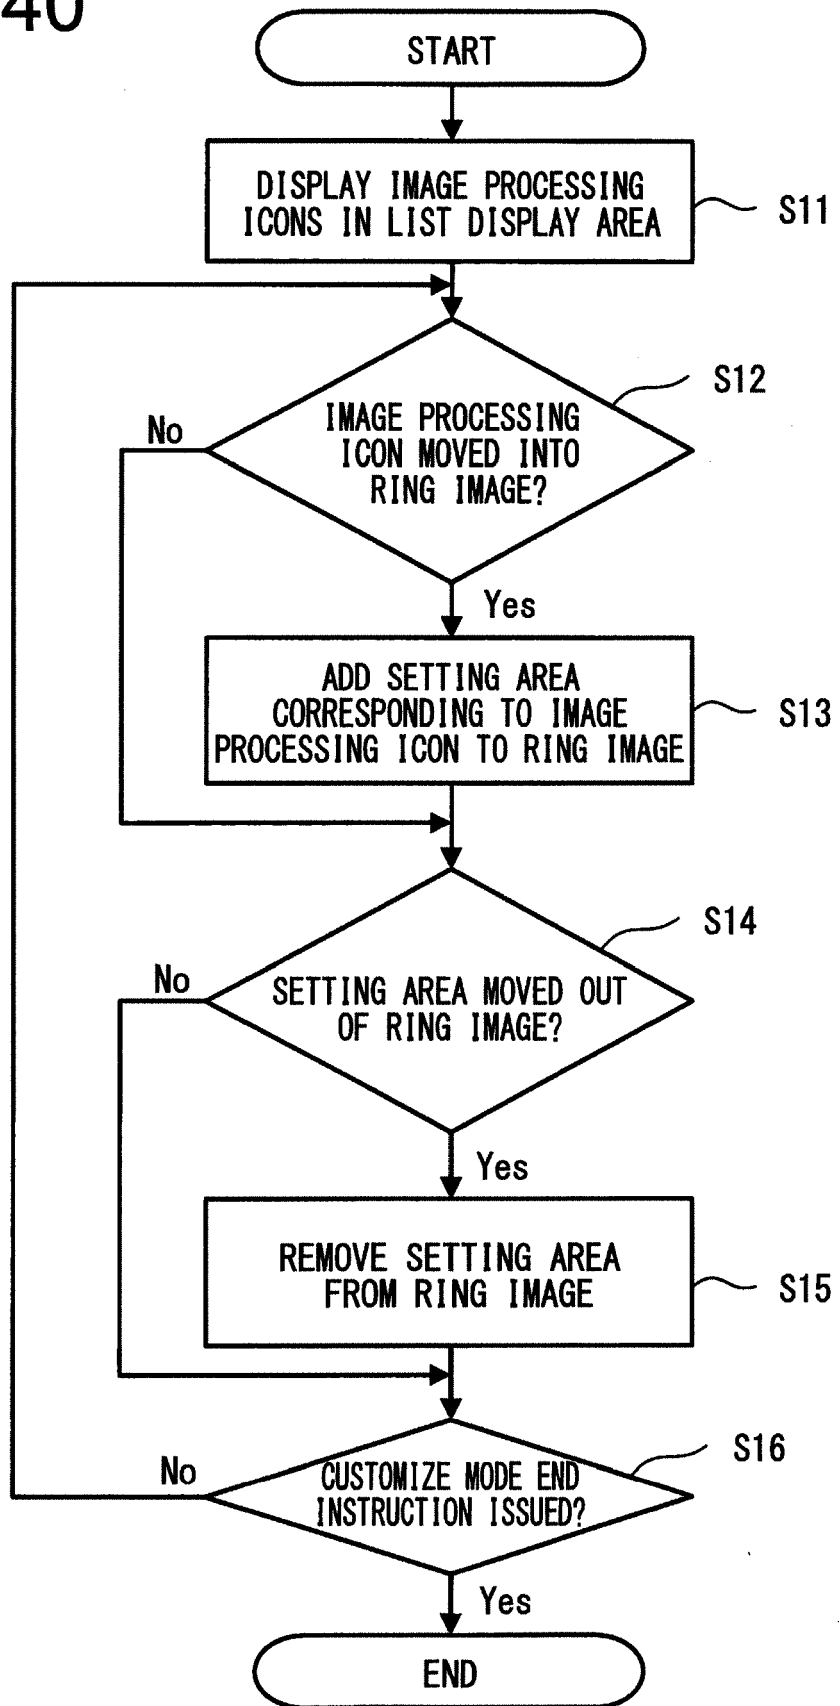 40
START
DISPLAY IMAGE PROCESSING
ICONS IN LIST DISPLAY AREA
S11
S12
No
IMAGE PROCESSING
ICON MOVED INTO
RING IMAGE?
Yes
ADD SETTING AREA
CORRESPONDING TO IMAGE
PROCESSING ICON TO RING IMAGE
S13
S14
No
SETTING AREA MOVED OUT
OF RING IMAGE?
Yes
REMOVE SETTING AREA
FROM RING IMAGE
S15
S16
No
CUSTOMIZE MODE END
INSTRUCTION ISSUED?
Yes
END